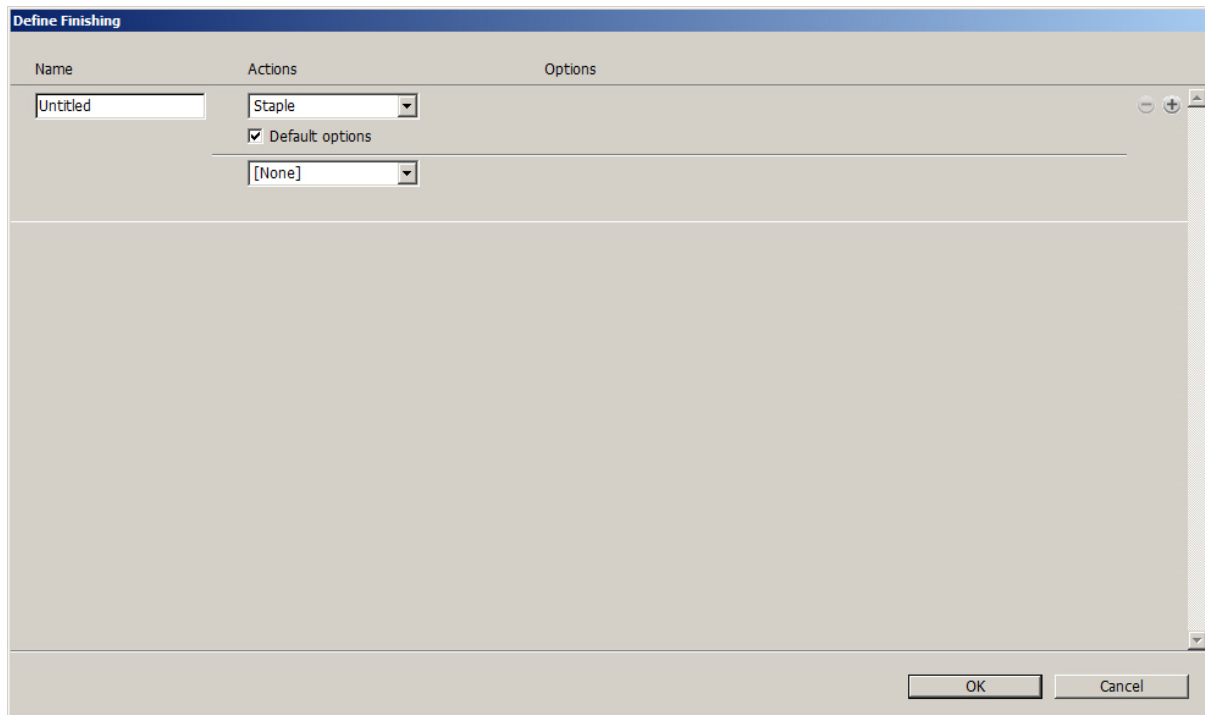 Define Finishing
Name Actions Options
Untitled Staple
Default options
[None]
OK Cancel